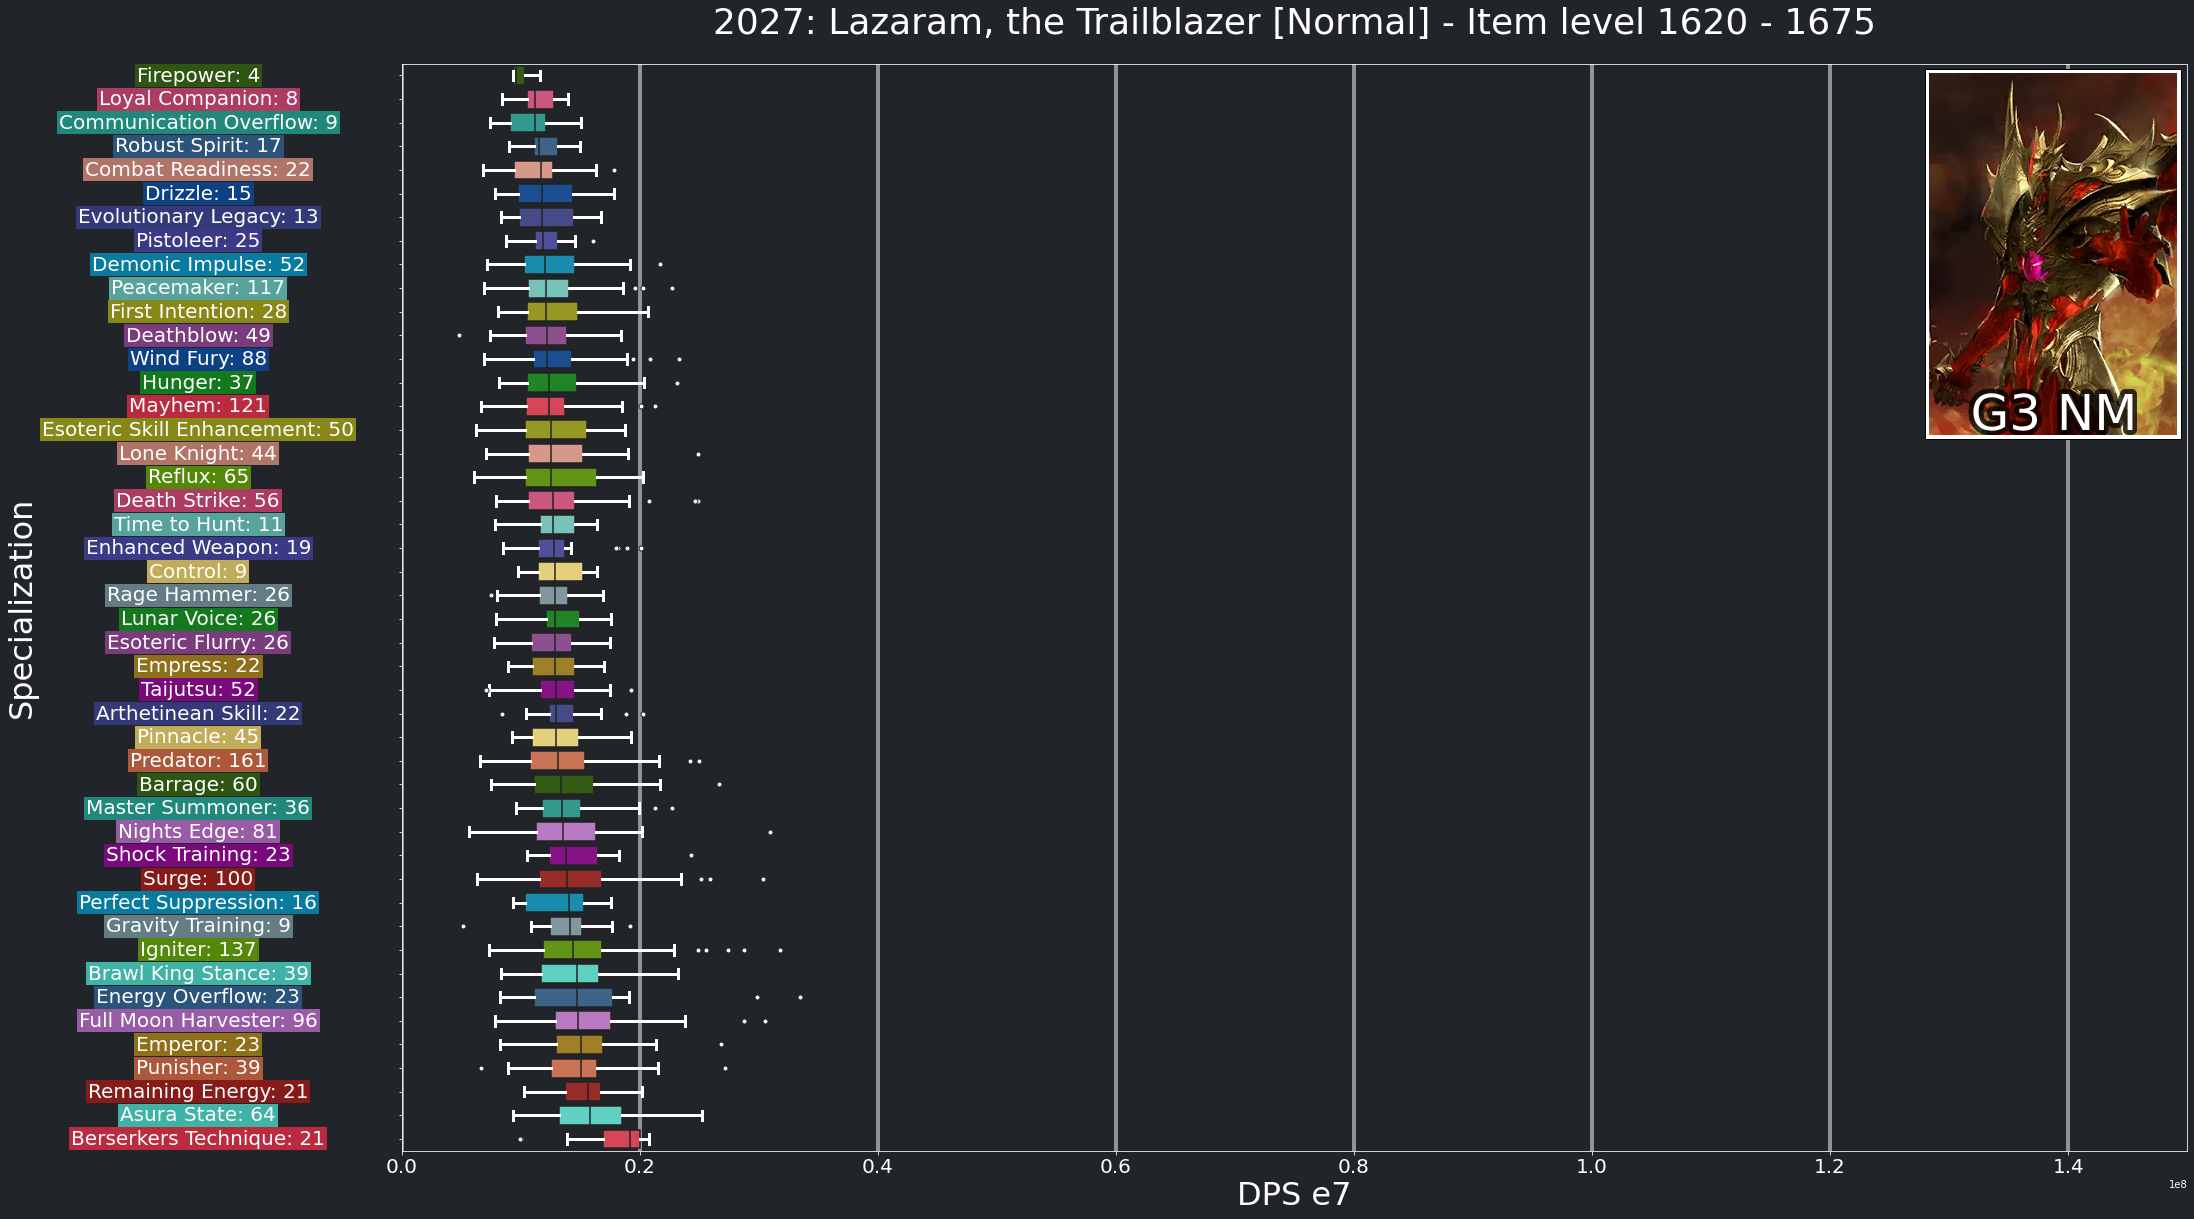 2027: Lazaram, the Trailblazer [Normal] - Item level 1620 - 1675
Specialization
Firepower: 4
Loyal Companion: 8
Communication Overflow: 9
Robust Spirit: 17
Combat Readiness: 22
Drizzle: 15
Evolutionary Legacy: 13
Pistoleer: 25
Demonic Impulse: 52
Peacemaker: 117
First Intention: 28
Deathblow: 49
Wind Fury: 88
Hunger: 37
Mayhem: 121
Esoteric Skill Enhancement: 50
Lone Knight: 44
Reflux: 65
Death Strike: 56
Time to Hunt: 11
Enhanced Weapon: 19
Control: 9
Rage Hammer: 26
Lunar Voice: 26
Esoteric Flurry: 26
Empress: 22
Taijutsu: 52
Arthetinean Skill: 22
Pinnacle: 45
Predator: 161
Barrage: 60
Master Summoner: 36
Nights Edge: 81
Shock Training: 23
Surge: 100
Perfect Suppression: 16
Gravity Training: 9
Igniter: 137
Brawl King Stance: 39
Energy Overflow: 23
Full Moon Harvester: 96
Emperor: 23
Punisher: 39
Remaining Energy: 21
Asura State: 64
Berserkers Technique: 21
G3 NM
0.0 0.2 0.4 0.6 0.8 1.0 1.2 1.4
1e8
DPS e7